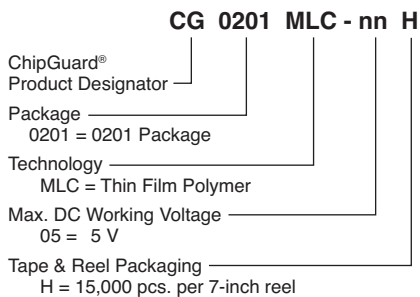 CG 0201 MLC - nn H
ChipGuard®
Product Designator
Package
0201 = 0201 Package
Technology
MLC = Thin Film Polymer
Max. DC Working Voltage
05 = 5 V
Tape & Reel Packaging
H = 15,000 pcs. per 7-inch reel